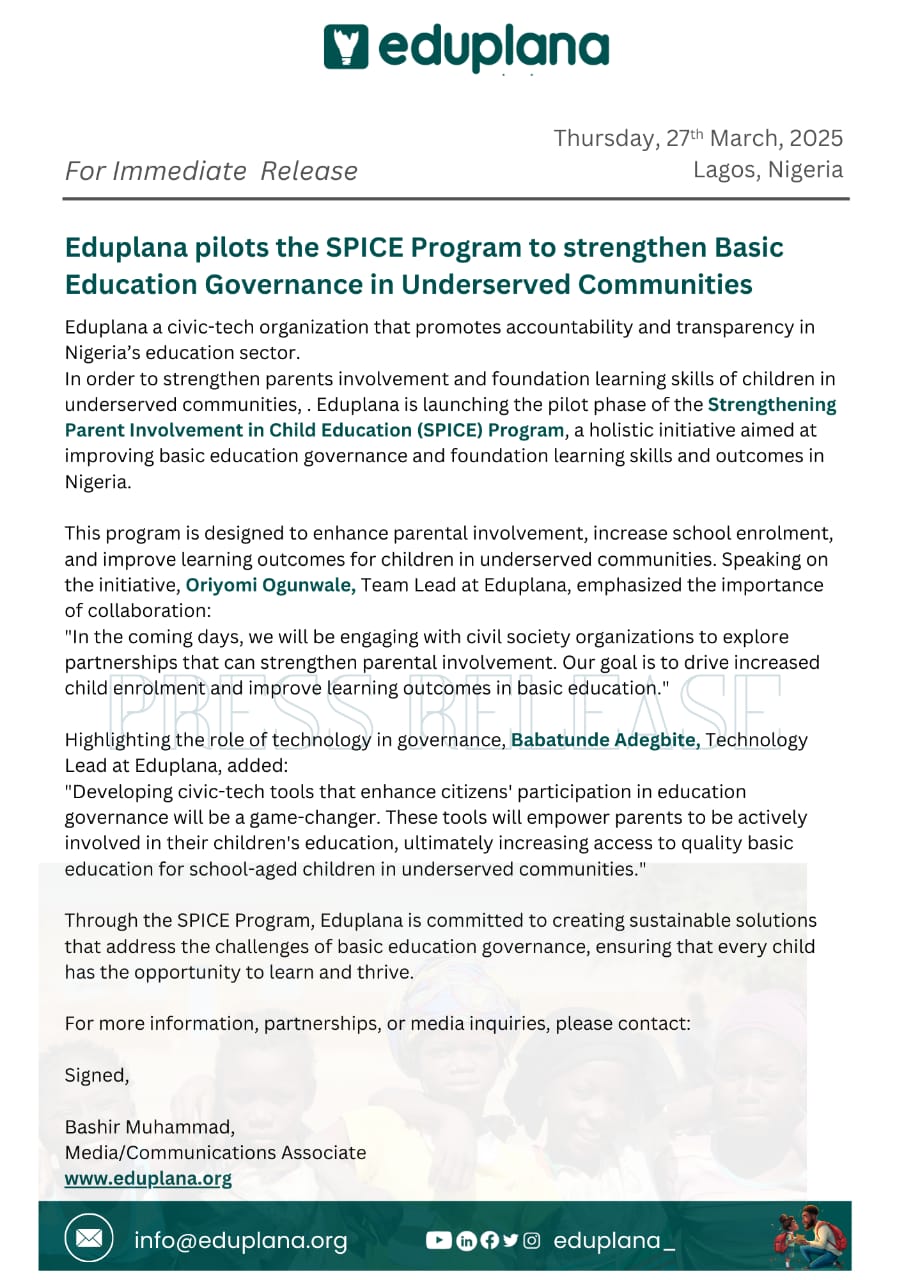 eduplana
Thursday, 27th March, 2025
For Immediate Release
Lagos, Nigeria
Eduplana pilots the SPICE Program to strengthen Basic
Education Governance in Underserved Communities
Eduplana a civic-tech organization that promotes accountability and transparency in
Nigeria’s education sector.
In order to strengthen parents involvement and foundation learning skills of children in
underserved communities, . Eduplana is launching the pilot phase of the Strengthening
Parent Involvement in Child Education (SPICE) Program, a holistic initiative aimed at
improving basic education governance and foundation learning skills and outcomes in
Nigeria.
This program is designed to enhance parental involvement, increase school enrolment,
and improve learning outcomes for children in underserved communities. Speaking on
the initiative, Oriyomi Ogunwale, Team Lead at Eduplana, emphasized the importance
of collaboration:
"In the coming days, we will be engaging with civil society organizations to explore
partnerships that can strengthen parental involvement. Our goal is to drive increased
child enrolment and improve learning outcomes in basic education."
PRESS RELEASE
Highlighting the role of technology in governance, Babatunde Adegbite, Technology
Lead at Eduplana, added:
"Developing civic-tech tools that enhance citizens' participation in education
governance will be a game-changer. These tools will empower parents to be actively
involved in their children's education, ultimately increasing access to quality basic
education for school-aged children in underserved communities."
Through the SPICE Program, Eduplana is committed to creating sustainable solutions
that address the challenges of basic education governance, ensuring that every child
has the opportunity to learn and thrive.
For more information, partnerships, or media inquiries, please contact:
Signed,
Bashir Muhammad,
Media/Communications Associate
www.eduplana.org
info@eduplana.org
eduplana_